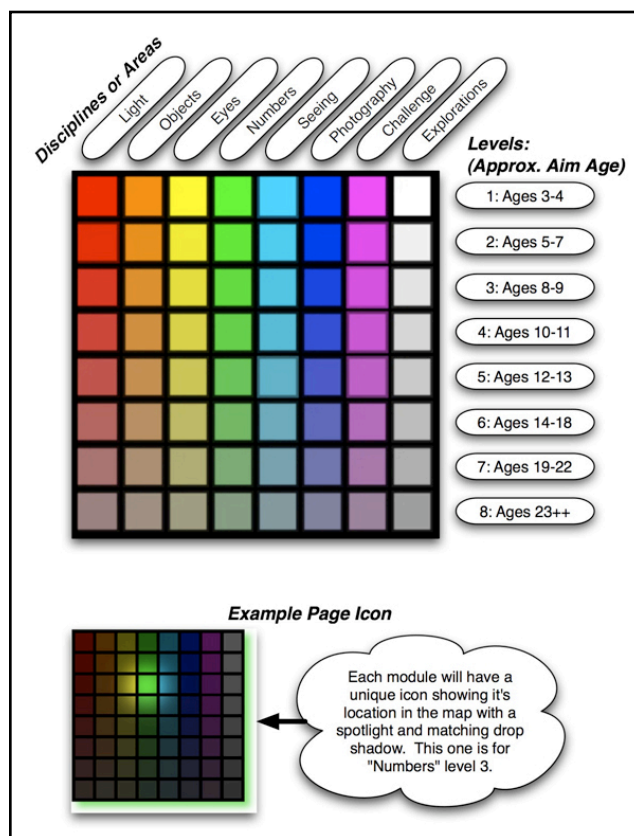 Disciplines or Areas
Light
Objects
Eyes
Numbers
Seeing
Photography
Challenge
Explorations
Levels:
(Approx. Aim Age)
1: Ages 3-4
2: Ages 5-7
3: Ages 8-9
4: Ages 10-11
5: Ages 12-13
6: Ages 14-18
7: Ages 19-22
8: Ages 23++
Example Page Icon
Each module will have a
unique icon showing it's
location in the map with a
spotlight and matching drop
shadow. This one is for
"Numbers" level 3.